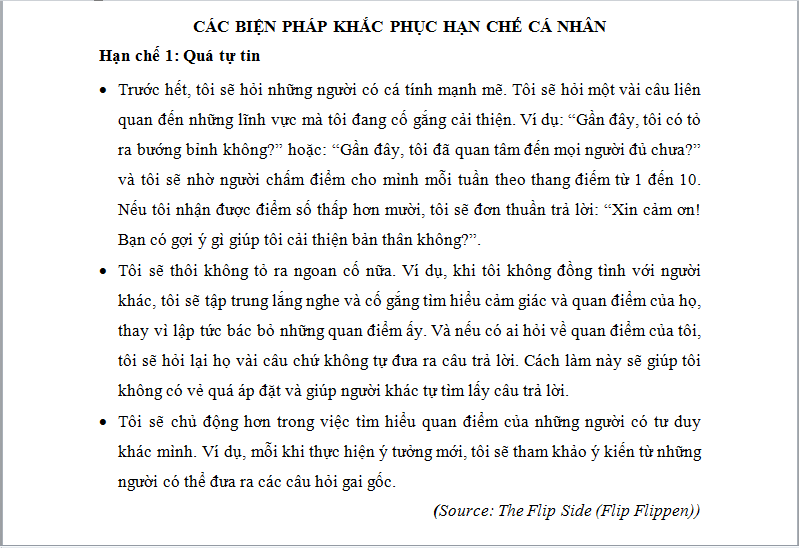 CÁC BIỆN PHÁP KHẮC PHỤC HẠN CHẾ CÁ NHÂN
Hạn chế 1: Quá tự tin
• Trước hết, tôi sẽ hỏi những người có cá tính mạnh mẽ. Tôi sẽ hỏi một vài câu liên
quan đến những lĩnh vực mà tôi đang cố gắng cải thiện. Ví dụ: “Gần đây, tôi có tỏ
ra bướng bỉnh không?” hoặc: “Gần đây, tôi đã quan tâm đến mọi người đủ chưa?”
và tôi sẽ nhờ người chấm điểm cho mình mỗi tuần theo thang điểm từ 1 đến 10.
Nếu tôi nhận được điểm số thấp hơn mười, tôi sẽ đơn thuần trả lời: “Xin cảm ơn!
Bạn có gợi ý gì giúp tôi cải thiện bản thân không?”.
• Tôi sẽ thôi không tỏ ra ngoan cố nữa. Ví dụ, khi tôi không đồng tình với người
khác, tôi sẽ tập trung lắng nghe và cố gắng tìm hiểu cảm giác và quan điểm của họ,
thay vì lập tức bác bỏ những quan điểm ấy. Và nếu có ai hỏi về quan điểm của tôi,
tôi sẽ hỏi lại họ vài câu chứ không tự đưa ra câu trả lời. Cách làm này sẽ giúp tôi
không có vẻ quá áp đặt và giúp người khác tự tìm lấy câu trả lời.
• Tôi sẽ chủ động hơn trong việc tìm hiểu quan điểm của những người có tư duy
khác mình. Ví dụ, mỗi khi thực hiện ý tưởng mới, tôi sẽ tham khảo ý kiến từ những
người có thể đưa ra các câu hỏi gai gốc.
(Source: The Flip Side (Flip Flippen))